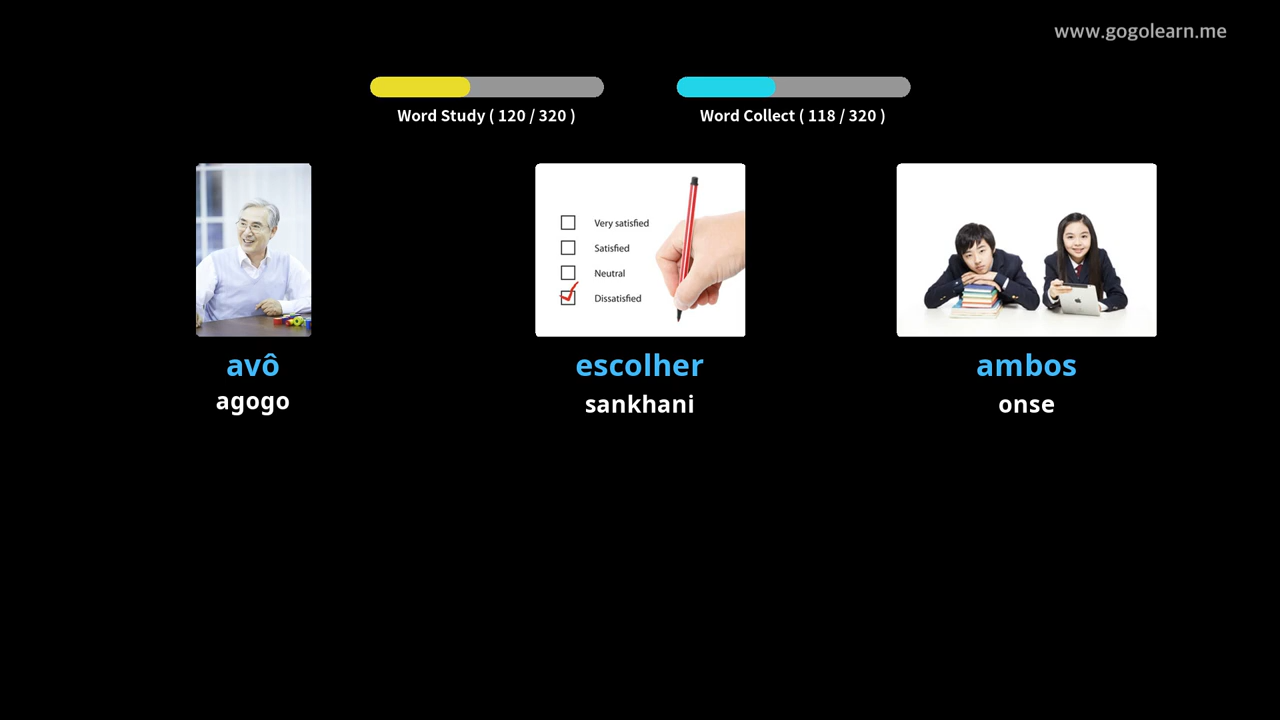 www.gogolearn.me
Word Study ( 120 / 320 )
Word Collect ( 118 / 320 )
Very satisfied
Satisfied
Neutral
Dissatisfied
avô
escolher
ambos
agogo
sankhani
onse